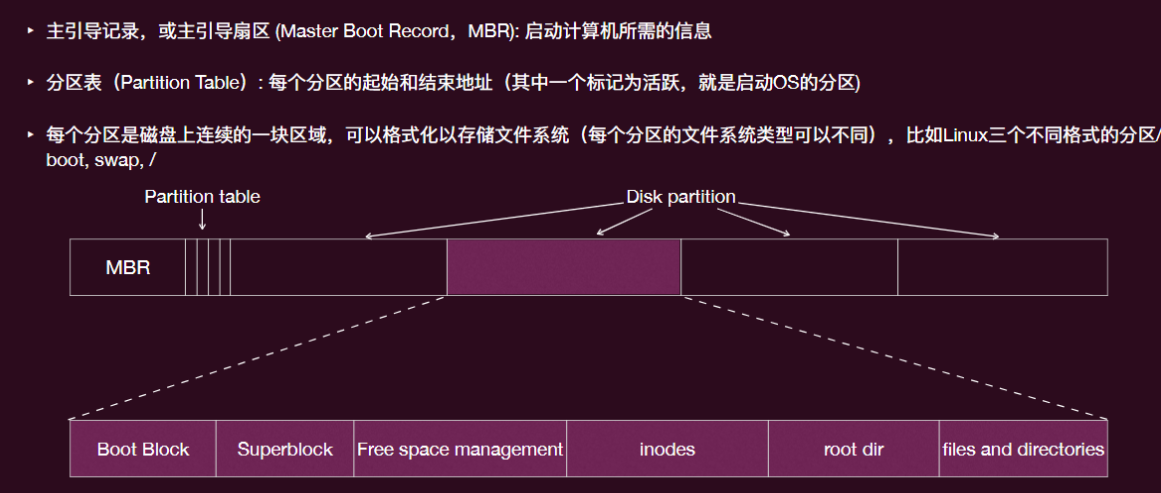 ‣ 主引导记录，或主引导扇区 (Master Boot Record，MBR): 启动计算机所需的信息
‣ 分区表（Partition Table）: 每个分区的起始和结束地址（其中一个标记为活跃，就是启动OS的分区)
‣ 每个分区是磁盘上连续的一块区域，可以格式化以存储文件系统（每个分区的文件系统类型可以不同），比如Linux三个不同格式的分区/
boot, swap, /
Partition table
Disk partition
MBR
Boot Block
Superblock
Free space management
inodes
root dir
files and directories